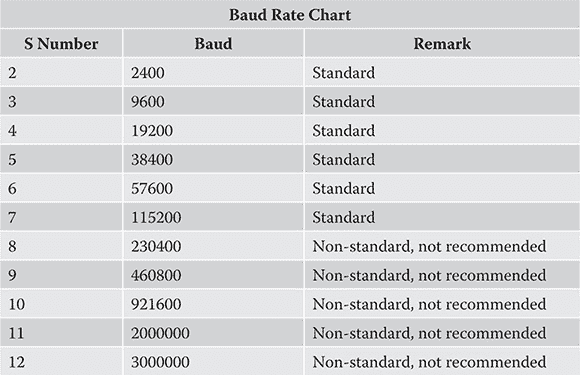 Baud Rate Chart
S Number Baud Remark
2 2400 Standard
3 9600 Standard
4 19200 Standard
5 38400 Standard
6 57600 Standard
7 115200 Standard
8 230400 Non-standard, not recommended
9 460800 Non-standard, not recommended
10 921600 Non-standard, not recommended
11 2000000 Non-standard, not recommended
12 3000000 Non-standard, not recommended